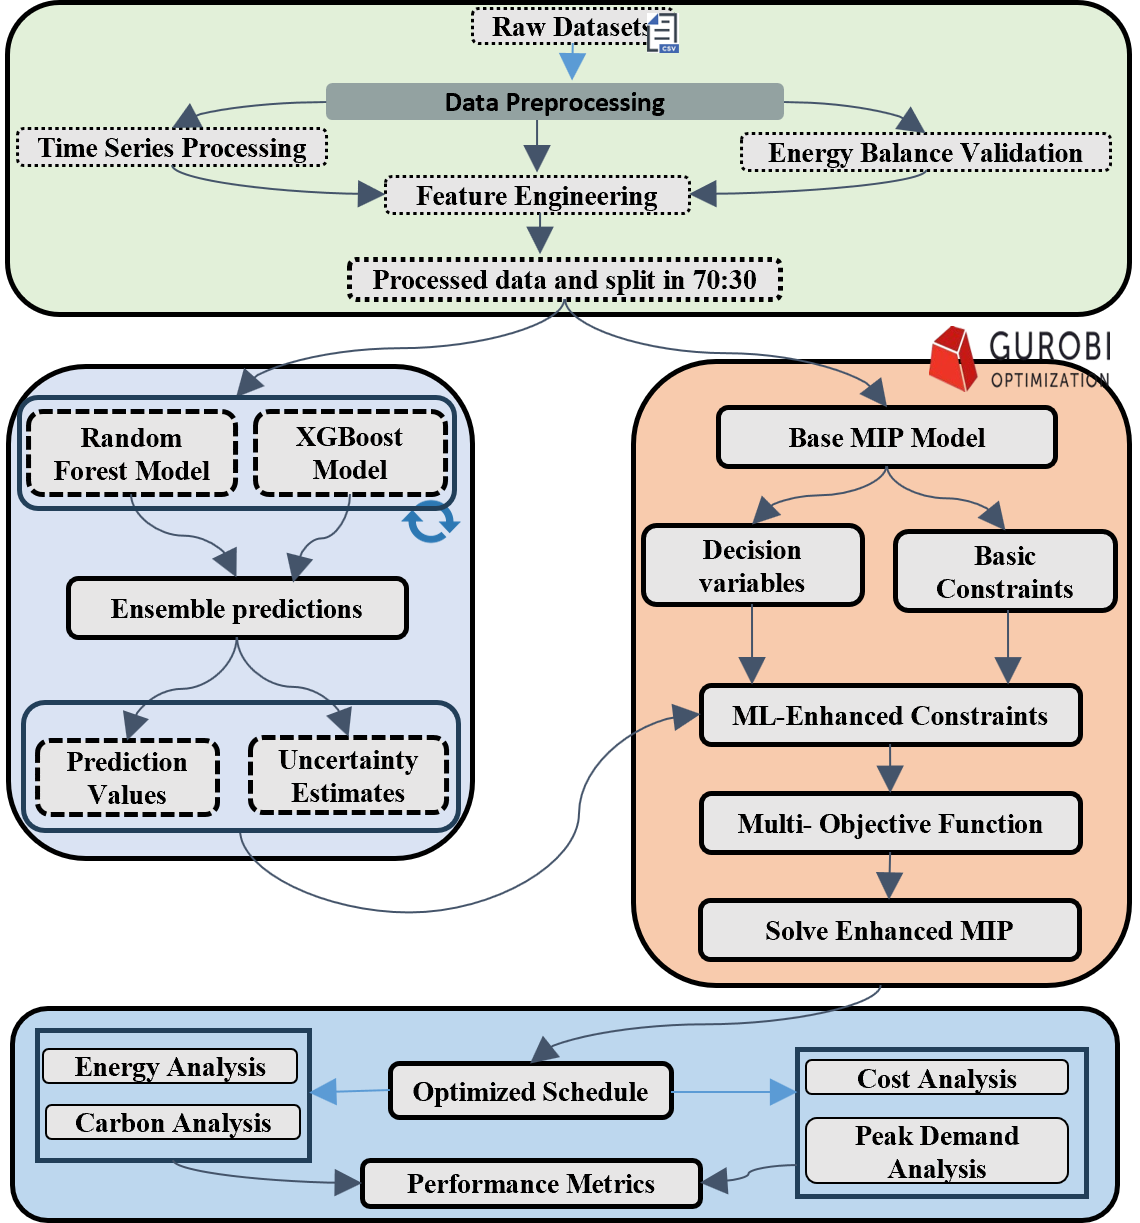 Raw Datasets
CSV
Data Preprocessing
Time Series Processing
Energy Balance Validation
Feature Engineering
Processed data and split in 70:30
GUROBI
OPTIMIZATION
Random
Forest Model
XGBoost
Model
Ensemble predictions
Prediction
Values
Uncertainty
Estimates
Base MIP Model
Decision
variables
Basic
Constraints
ML-Enhanced Constraints
Multi- Objective Function
Solve Enhanced MIP
Energy Analysis
Carbon Analysis
Optimized Schedule
Cost Analysis
Peak Demand
Analysis
Performance Metrics